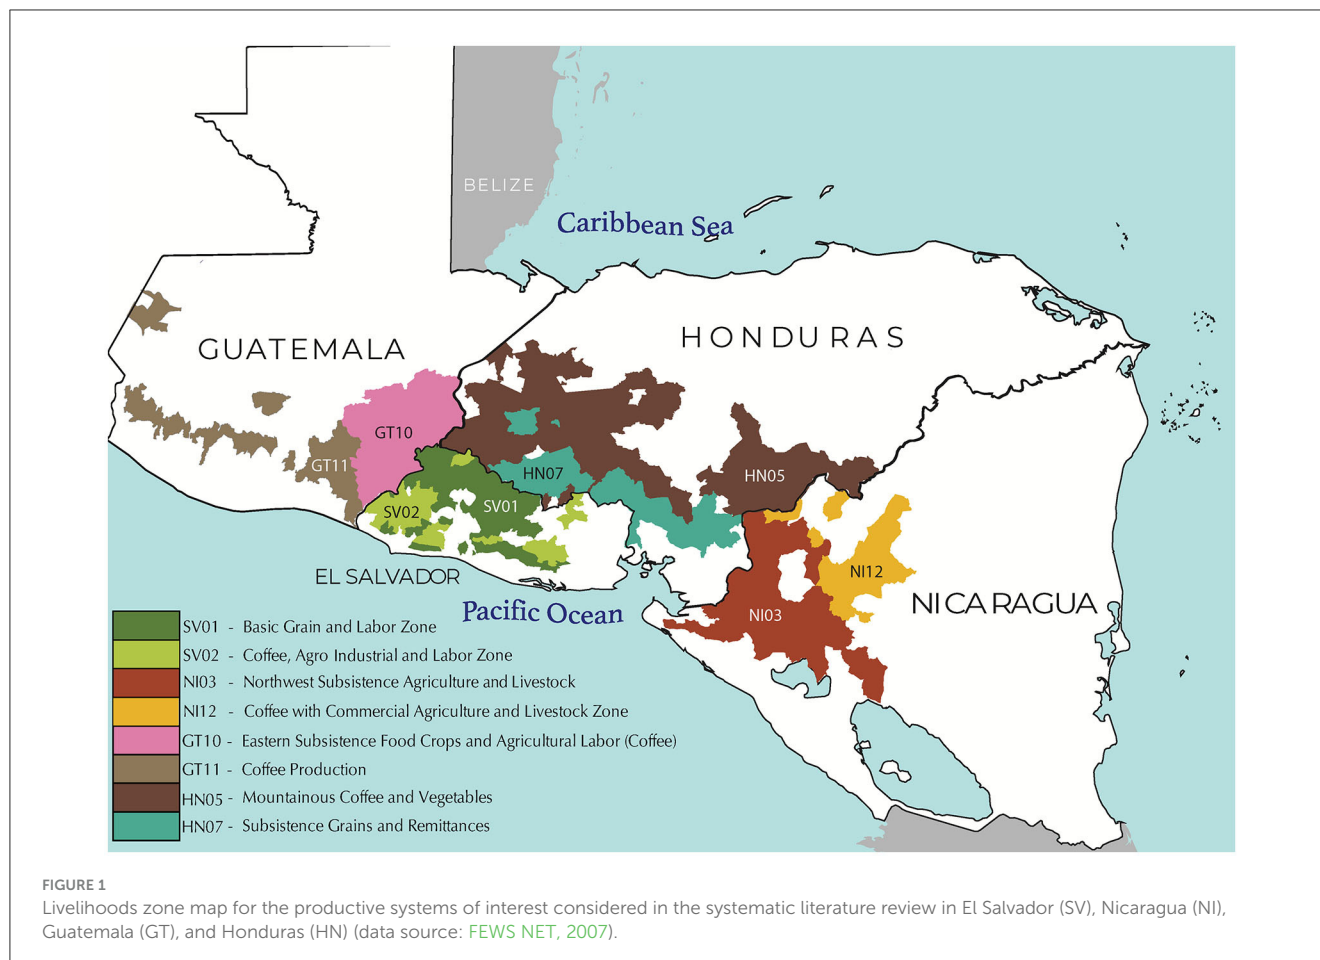 BELIZE
Caribbean Sea
HONDURAS
GUATEMALA
GT10
GT11
HN07
HN05
SV02
SV01
NI12
EL SALVADOR
Pacific Ocean
NI03
NICARAGUA
SV01 - Basic Grain and Labor Zone
SV02 - Coffee, Agro Industrial and Labor Zone
NI03 - Northwest Subsistence Agriculture and Livestock
NI12 - Coffee with Commercial Agriculture and Livestock Zone
GT10 - Eastern Subsistence Food Crops and Agricultural Labor (Coffee)
GT11 - Coffee Production
HN05 - Mountainous Coffee and Vegetables
HN07 - Subsistence Grains and Remittances
FIGURE 1
Livelihoods zone map for the productive systems of interest considered in the systematic literature review in El Salvador (SV), Nicaragua (NI),
Guatemala (GT), and Honduras (HN) (data source: FEWS NET, 2007).